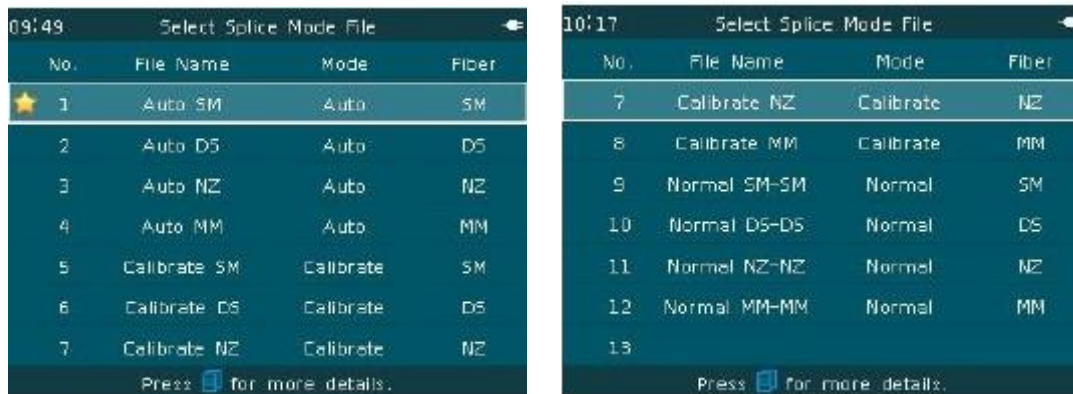 09:49 Select Splice Mode File
No. File Name Mode Fiber
1 Auto SM Auto SM
2 Auto DS Auto DS
3 Auto NZ Auto NZ
4 Auto MM Auto MM
5 Calibrate SM Calibrate SM
6 Calibrate DS Calibrate DS
7 Calibrate NZ Calibrate NZ
Press for more details.
10:17 Select Splice Mode File
No. File Name Mode Fiber
7 Calibrate NZ Calibrate NZ
8 Calibrate MM Calibrate MM
9 Normal SM-SM Normal SM
10 Normal DS-DS Normal DS
11 Normal NZ-NZ Normal NZ
12 Normal MM-MM Normal MM
13
Press for more details.